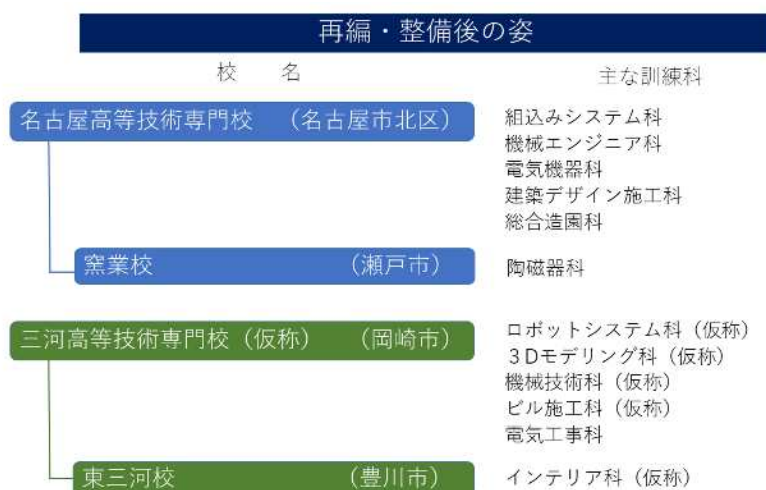 再編・整備後の姿
校　名　主な訓練科
名古屋高等技術専門校　（名古屋市北区）　組込みシステム科
機械エンジニア科
電気機器科
建築デザイン施工科
総合造園科
窯業校　（瀬戸市）　陶磁器科
三河高等技術専門校（仮称）　（岡崎市）　ロボットシステム科（仮称）
３Dモデリング科（仮称）
機械技術科（仮称）
ビル施工科（仮称）
電気工事科
東三河校　（豊川市）　インテリア科（仮称）